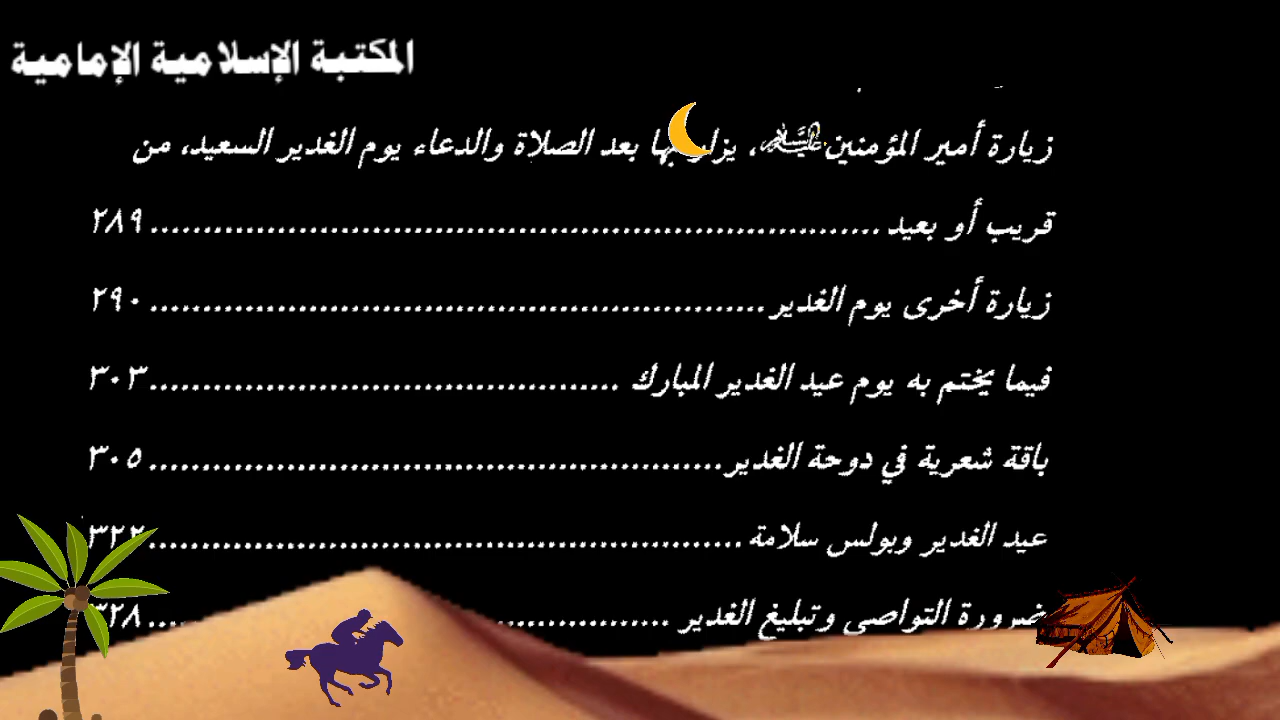 المكتبة الإسلامية الإمامية
زيارة أمير المؤمنين عليه السلام، يزار بها بعد الصلاة والدعاء يوم الغدير السعيد، من
قريب أو بعيد ........................................ ٢٨٩
زيارة أخرى يوم الغدير ........................................ ٢٩٠
فيما يختم به يوم عيد الغدير المبارك ........................................ ٣٠٣
باقة شعرية في دوحة الغدير ........................................ ٣٠٥
عيد الغدير وبولس سلامة ........................................ ٣٢٢
ضرورة التواصي وتبليغ الغدير ........................................ ٣٢٨